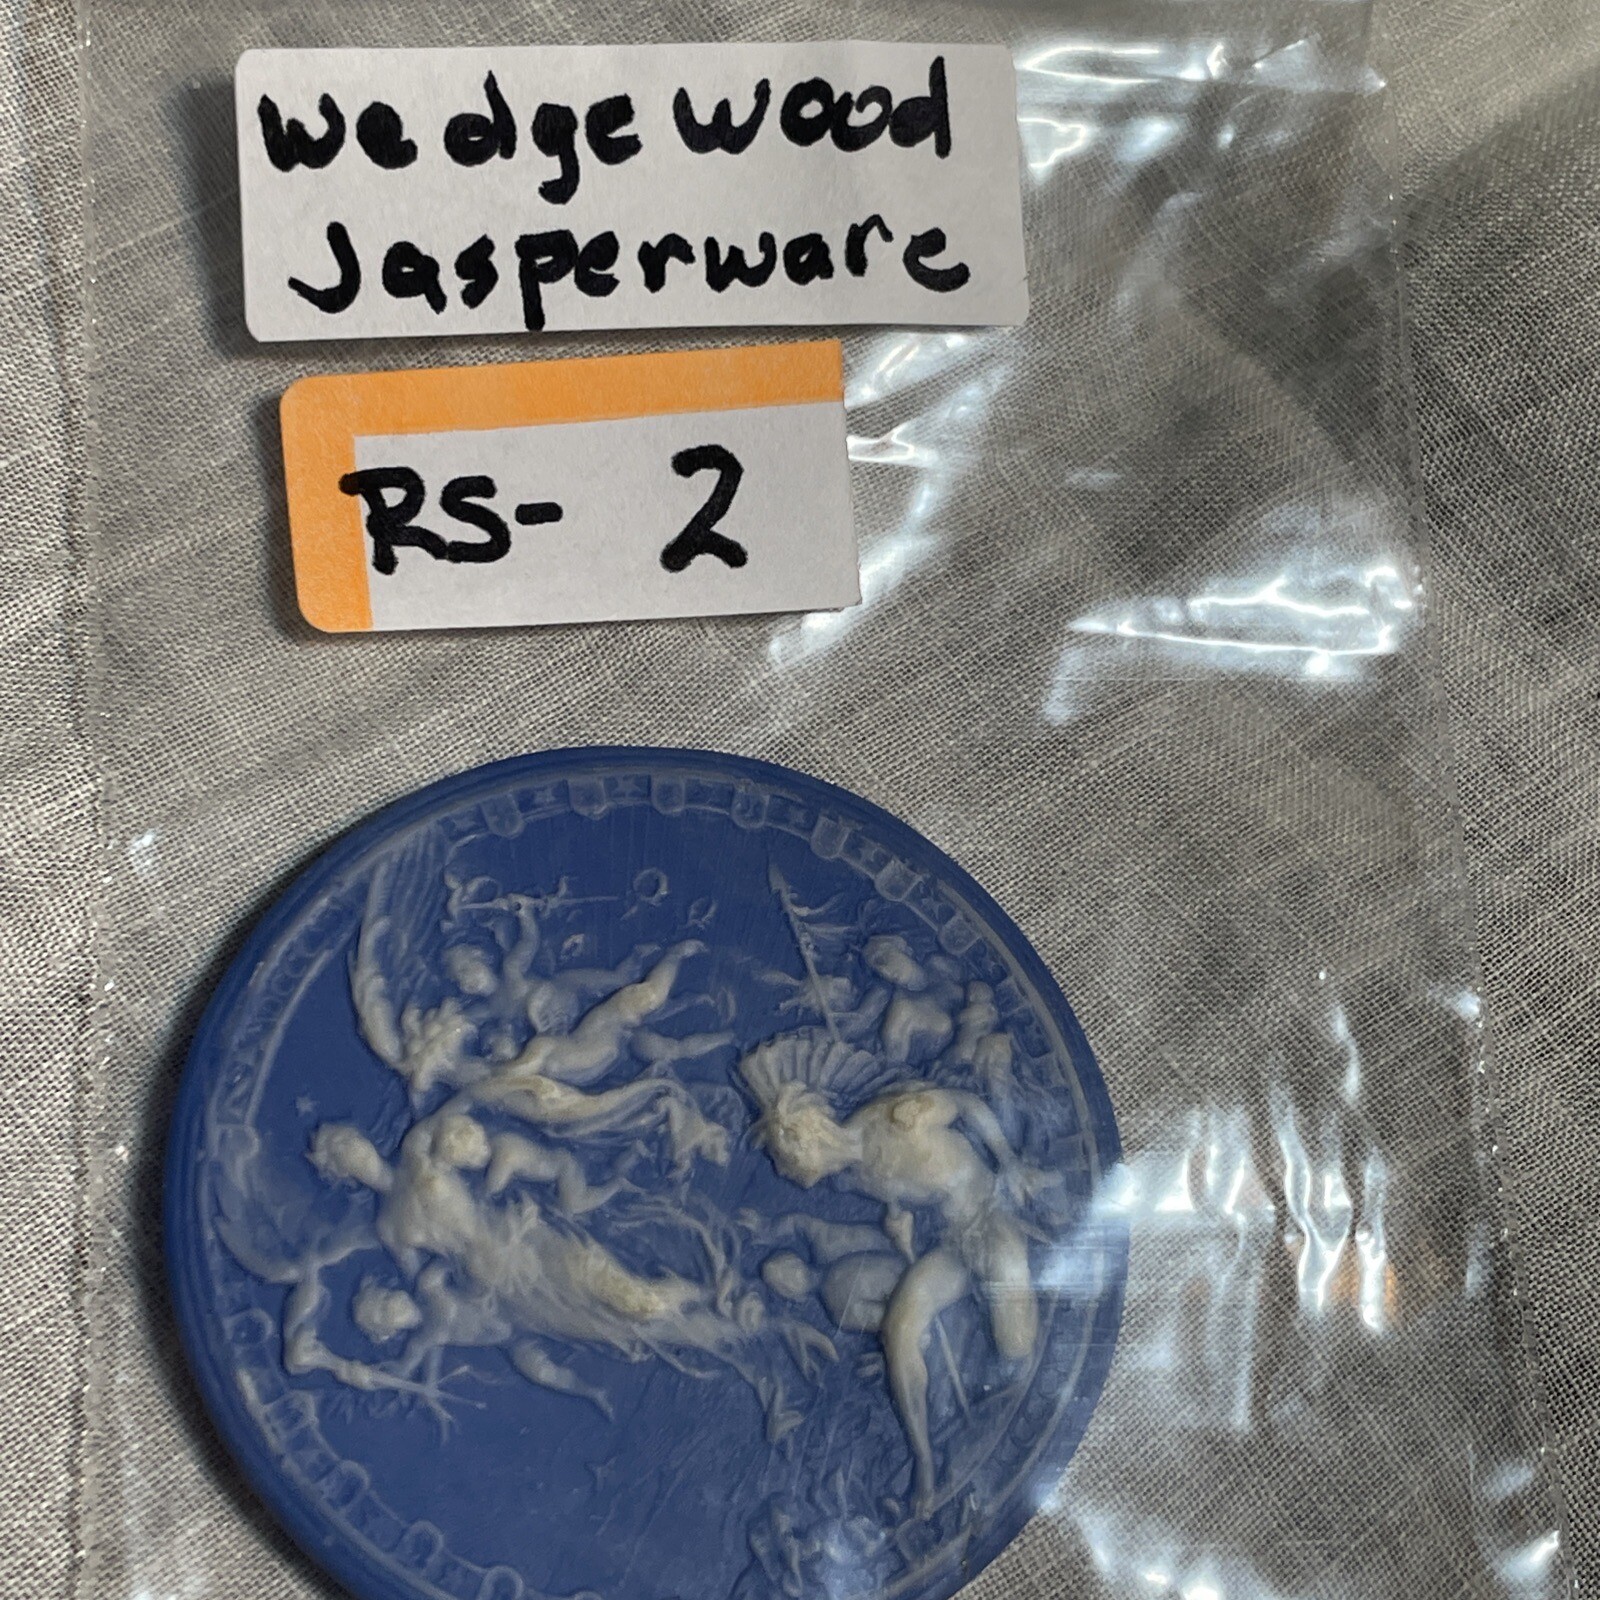 Wedgewood
Jasperware
RS- 2